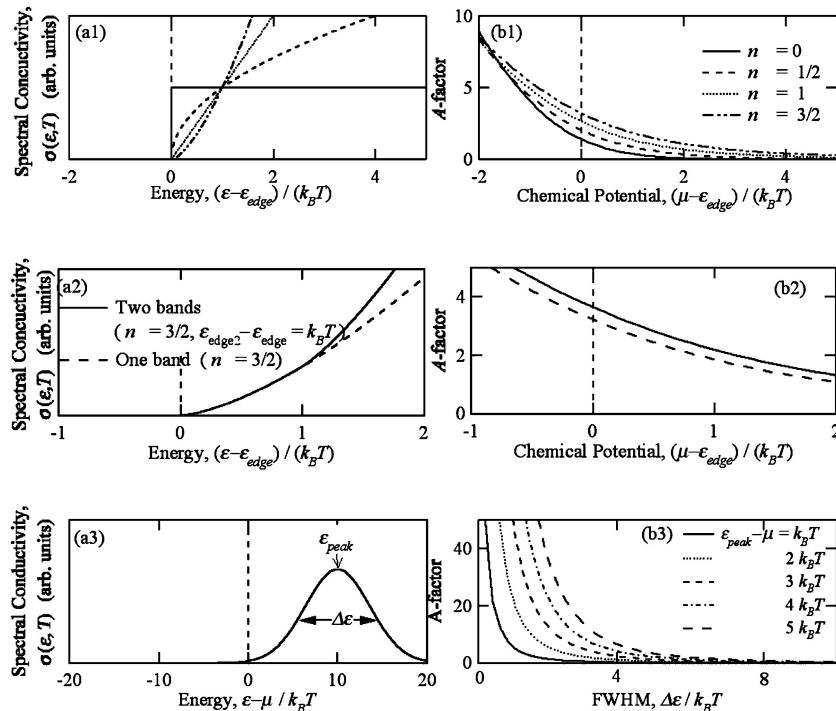 (a1)
Spectral Concuctivity,
σ(ε,T) (arb. units)
-2 0 2 4
Energy, (ε–εedge) / (kBT)
(b1)
n = 0
n = 1/2
n = 1
n = 3/2
A-factor
10
5
0
-2 0 2 4
Chemical Potential, (μ–εedge) / (kBT)
(a2)
Spectral Concuctivity,
σ(ε,T) (arb. units)
Two bands
( n = 3/2, εedge2–εedge = kBT)
One band ( n = 3/2)
-1 0 1 2
Energy, (ε–εedge) / (kBT)
(b2)
A-factor
4
2
0
-1 0 1 2
Chemical Potential, (μ–εedge) / (kBT)
(a3)
Spectral Conductivity,
σ(ε,T) (arb. units)
εpeak
Δε
-20 -10 0 10 20
Energy, ε–μ / kBT
(b3)
εpeak–μ = kBT
2 kBT
3 kBT
4 kBT
5 kBT
A-factor
40
20
0
0 4 8
FWHM, Δε / kBT